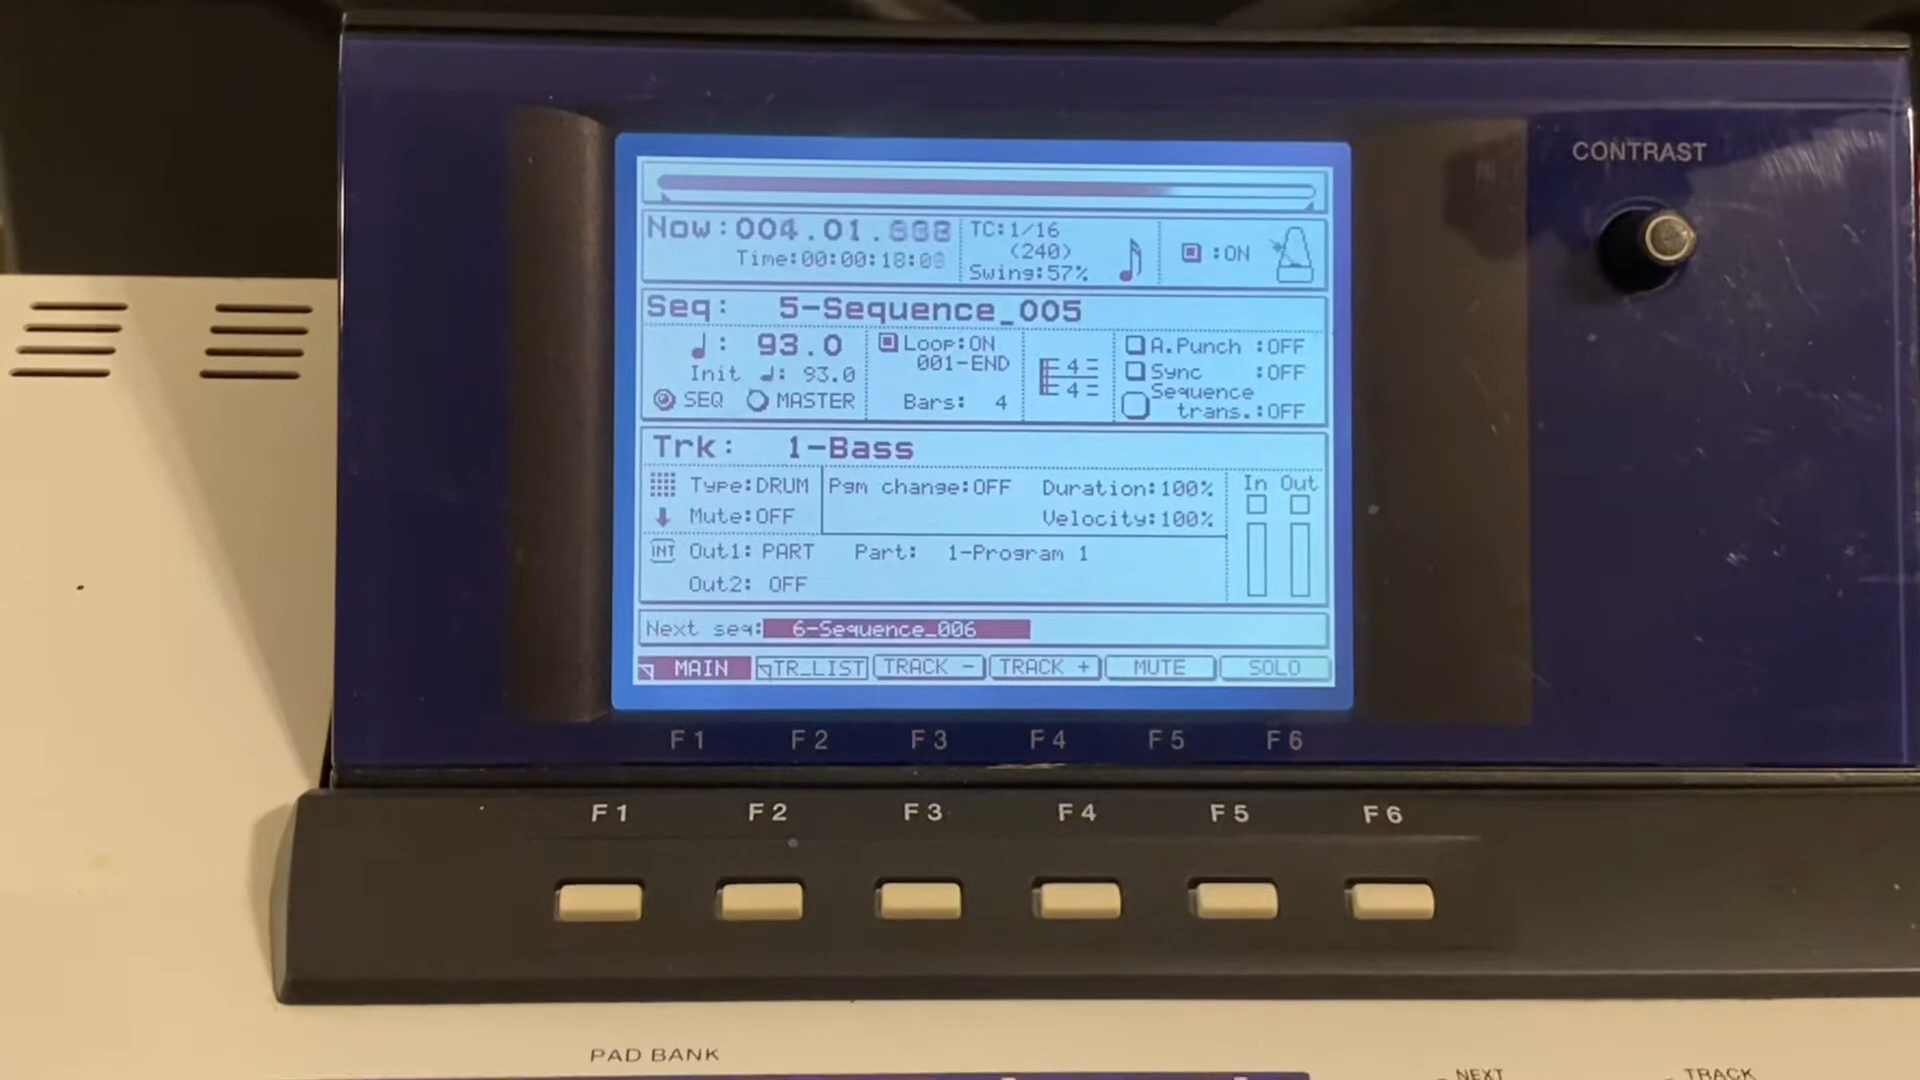 CONTRAST
Now:004.01.
TC:1/16
(240)
Time:00:00:18:0
Swing:57%
:ON
Seq: 5-Sequence_005
: 93.0
Loop:ON
001-END
A.Punch :OFF
Init : 93.0
4
4
Sync :OFF
SEQ MASTER
Bars: 4
Sequence
trans.:OFF
Trk: 1-Bass
Type:DRUM
Pgm change:OFF
Duration:100%
In Out
Mute:OFF
Velocity:100%
INT Out1: PART
Part: 1-Program 1
Out2: OFF
Next seq: 6-Sequence_006
MAIN TR_LIST TRACK - TRACK + MUTE SOLO
F1 F2 F3 F4 F5 F6
F1 F2 F3 F4 F5 F6
PAD BANK
NEXT
TRACK